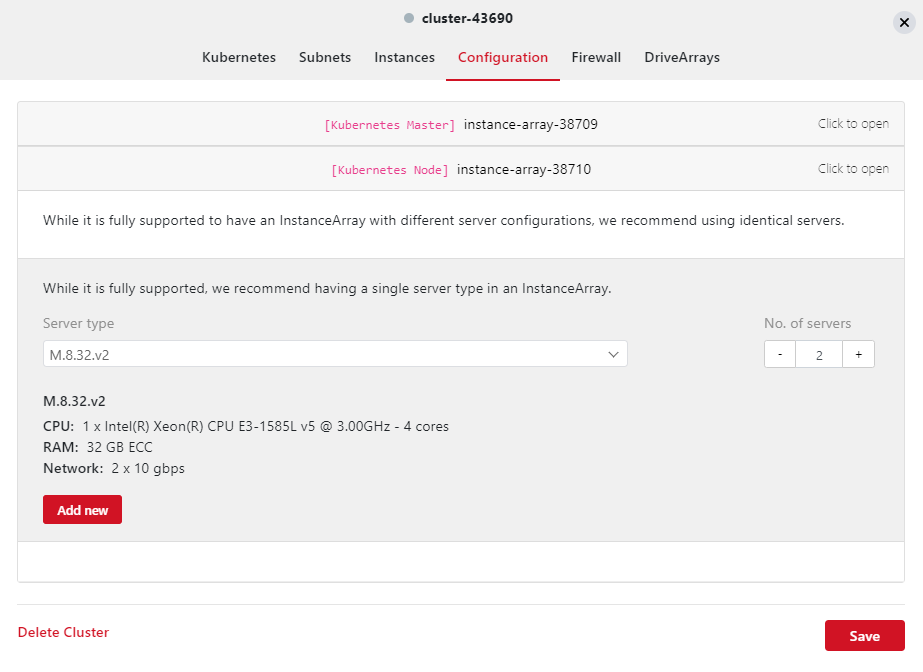 cluster-43690
Kubernetes Subnets Instances Configuration Firewall DriveArrays
[Kubernetes Master] instance-array-38709 Click to open
[Kubernetes Node] instance-array-38710 Click to open
While it is fully supported to have an InstanceArray with different server configurations, we recommend using identical servers.
While it is fully supported, we recommend having a single server type in an InstanceArray.
Server type No. of servers
M.8.32.v2 - 2 +
M.8.32.v2
CPU: 1 x Intel(R) Xeon(R) CPU E3-1585L v5 @ 3.00GHz - 4 cores
RAM: 32 GB ECC
Network: 2 x 10 gbps
Add new
Delete Cluster Save